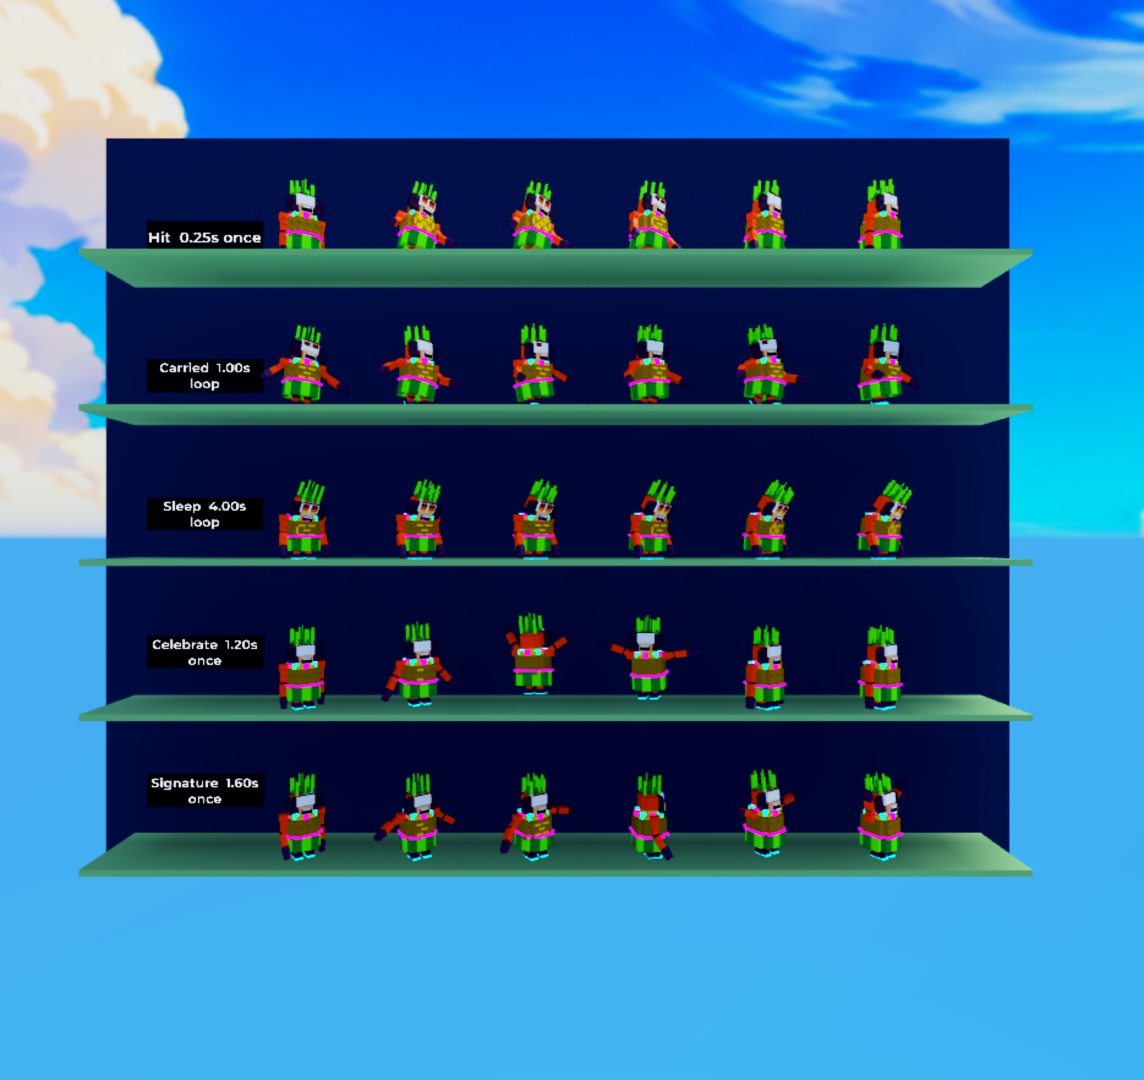 Hit 0.25s once
Carried 1.00s
loop
Sleep 4.00s
loop
Celebrate 1.20s
once
Signature 1.60s
once